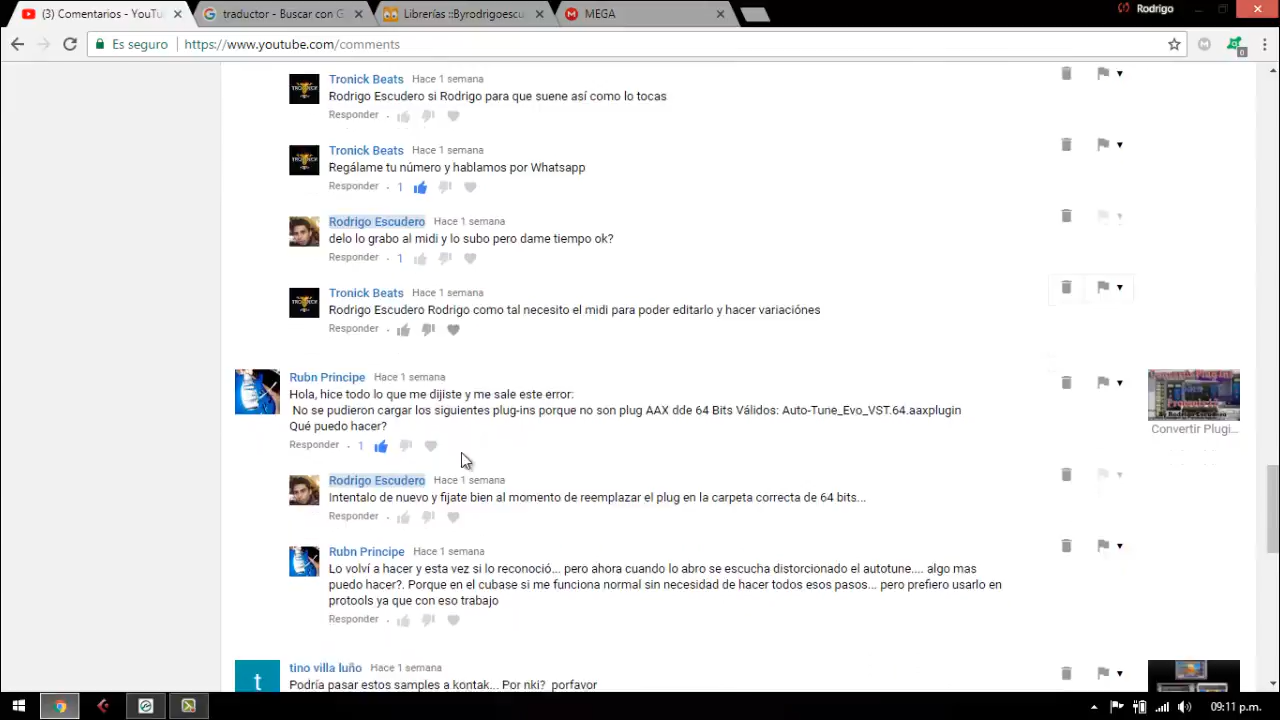 (3) Comentarios - YouTu
traductor - Buscar con G
Librerías ::Byrodrigoescu
MEGA
Rodrigo
Es seguro
https://www.youtube.com/comments
Tronick Beats Hace 1 semana
Rodrigo Escudero si Rodrigo para que suene así como lo tocas
Responder
Tronick Beats Hace 1 semana
Regálame tu número y hablamos por Whatsapp
Responder 1
Rodrigo Escudero Hace 1 semana
delo lo grabo al midi y lo subo pero dame tiempo ok?
Responder 1
Tronick Beats Hace 1 semana
Rodrigo Escudero Rodrigo como tal necesito el midi para poder editarlo y hacer variaciónes
Responder
Rubn Principe Hace 1 semana
Hola, hice todo lo que me dijiste y me sale este error:
No se pudieron cargar los siguientes plug-ins porque no son plug AAX dde 64 Bits Válidos: Auto-Tune_Evo_VST.64.aaxplugin
Qué puedo hacer?
Responder 1
Convertir Plugi...
Rodrigo Escudero Hace 1 semana
Intentalo de nuevo y fijate bien al momento de reemplazar el plug en la carpeta correcta de 64 bits...
Responder
Rubn Principe Hace 1 semana
Lo volví a hacer y esta vez si lo reconoció... pero ahora cuando lo abro se escucha distorcionado el autotune.... algo mas
puedo hacer?. Porque en el cubase si me funciona normal sin necesidad de hacer todos esos pasos... pero prefiero usarlo en
protools ya que con eso trabajo
Responder
t
tino villa luño Hace 1 semana
Podría pasar estos samples a kontak... Por nki? porfavor
09:11 p.m.